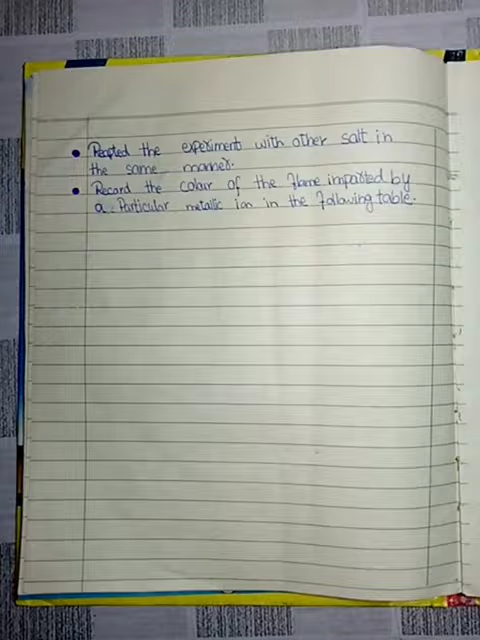 • Reapted the experiment with other salt in
the same manner.
• Record the colour of the flame imparted by
a. Particular metallic ion in the following table.